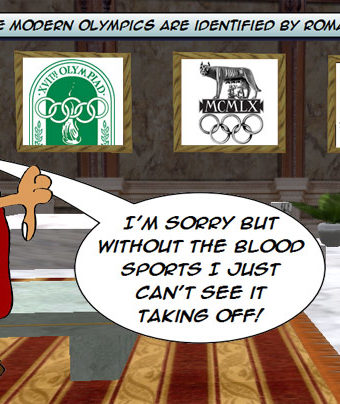 MODERN OLYMPICS ARE IDENTIFIED BY
XVITH OLYMPIAD
MCMLX
I'M SORRY BUT
WITHOUT THE BLOOD
SPORTS I JUST
CAN'T SEE IT
TAKING OFF!